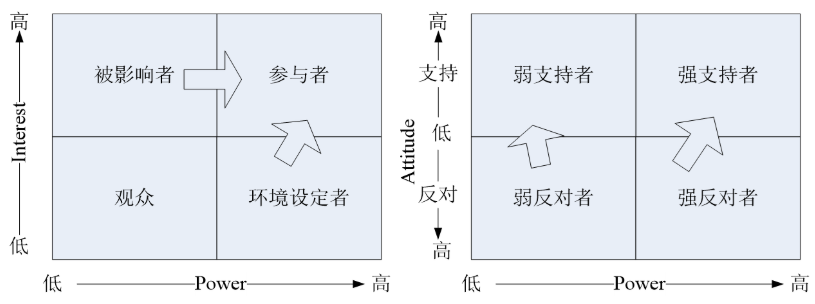 高
Interest
低
被影响者
参与者
观众
环境设定者
低
Power
高
高
支持
低
Attitude
反对
高
弱支持者
强支持者
弱反对者
强反对者
低
Power
高